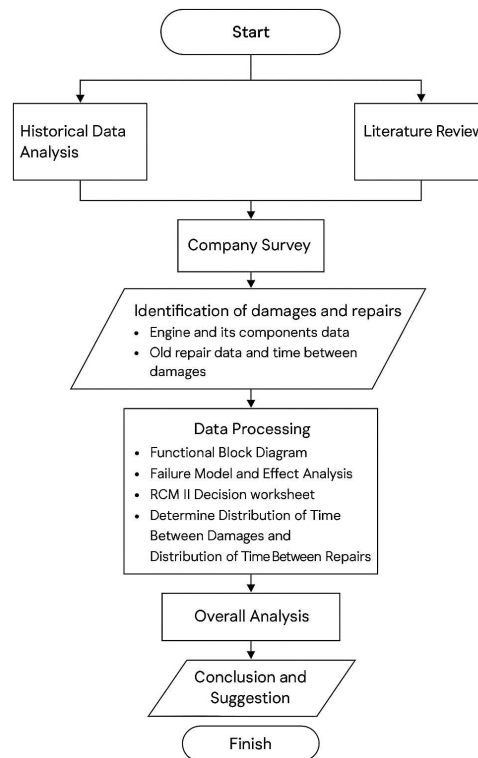 Start
Historical Data
Analysis
Literature Review
Company Survey
Identification of damages and repairs
• Engine and its components data
• Old repair data and time between
damages
Data Processing
• Functional Block Diagram
• Failure Model and Effect Analysis
• RCM II Decision worksheet
• Determine Distribution of Time
Between Damages and
Distribution of Time Between Repairs
Overall Analysis
Conclusion and
Suggestion
Finish